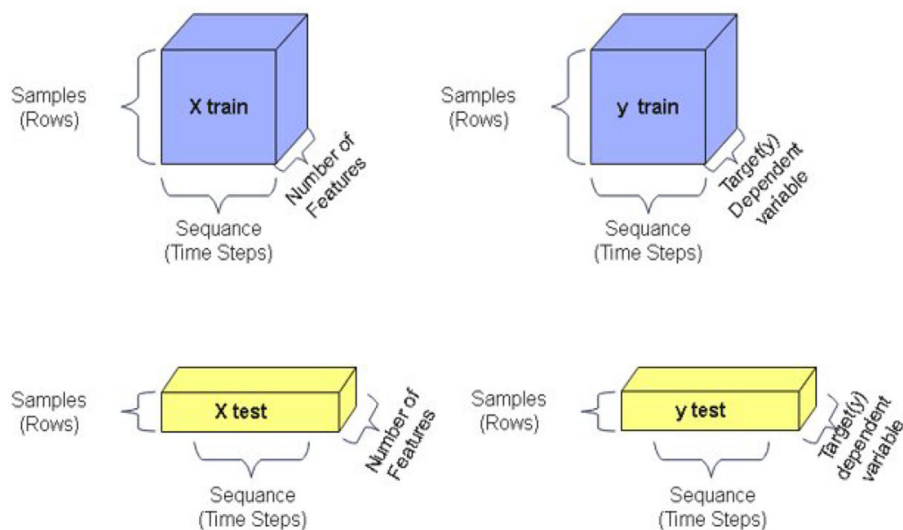 Samples
(Rows)
X train
Number of
Features
Sequance
(Time Steps)
Samples
(Rows)
y train
Target(y)
Dependent
variable
Sequance
(Time Steps)
Samples
(Rows)
X test
Number of
Features
Sequance
(Time Steps)
Samples
(Rows)
y test
Target(y)
dependent
variable
Sequance
(Time Steps)